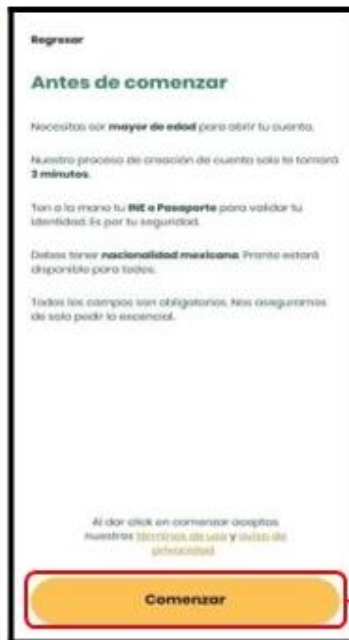 Regresar
Antes de comenzar
Necesitas ser mayor de edad para abrir tu cuenta.
Nuestro proceso de creación de cuenta solo te tomará
3 minutos.
Ten a la mano tu INE o Pasaporte para validar tu
identidad. Es por tu seguridad.
Debes tener nacionalidad mexicana. Pronto estará
disponible para todos.
Todos los campos son obligatorios. Nos aseguramos
de solo pedir lo escencial.
Al dar click en comenzar aceptas
nuestros términos de uso y aviso de
privacidad
Comenzar